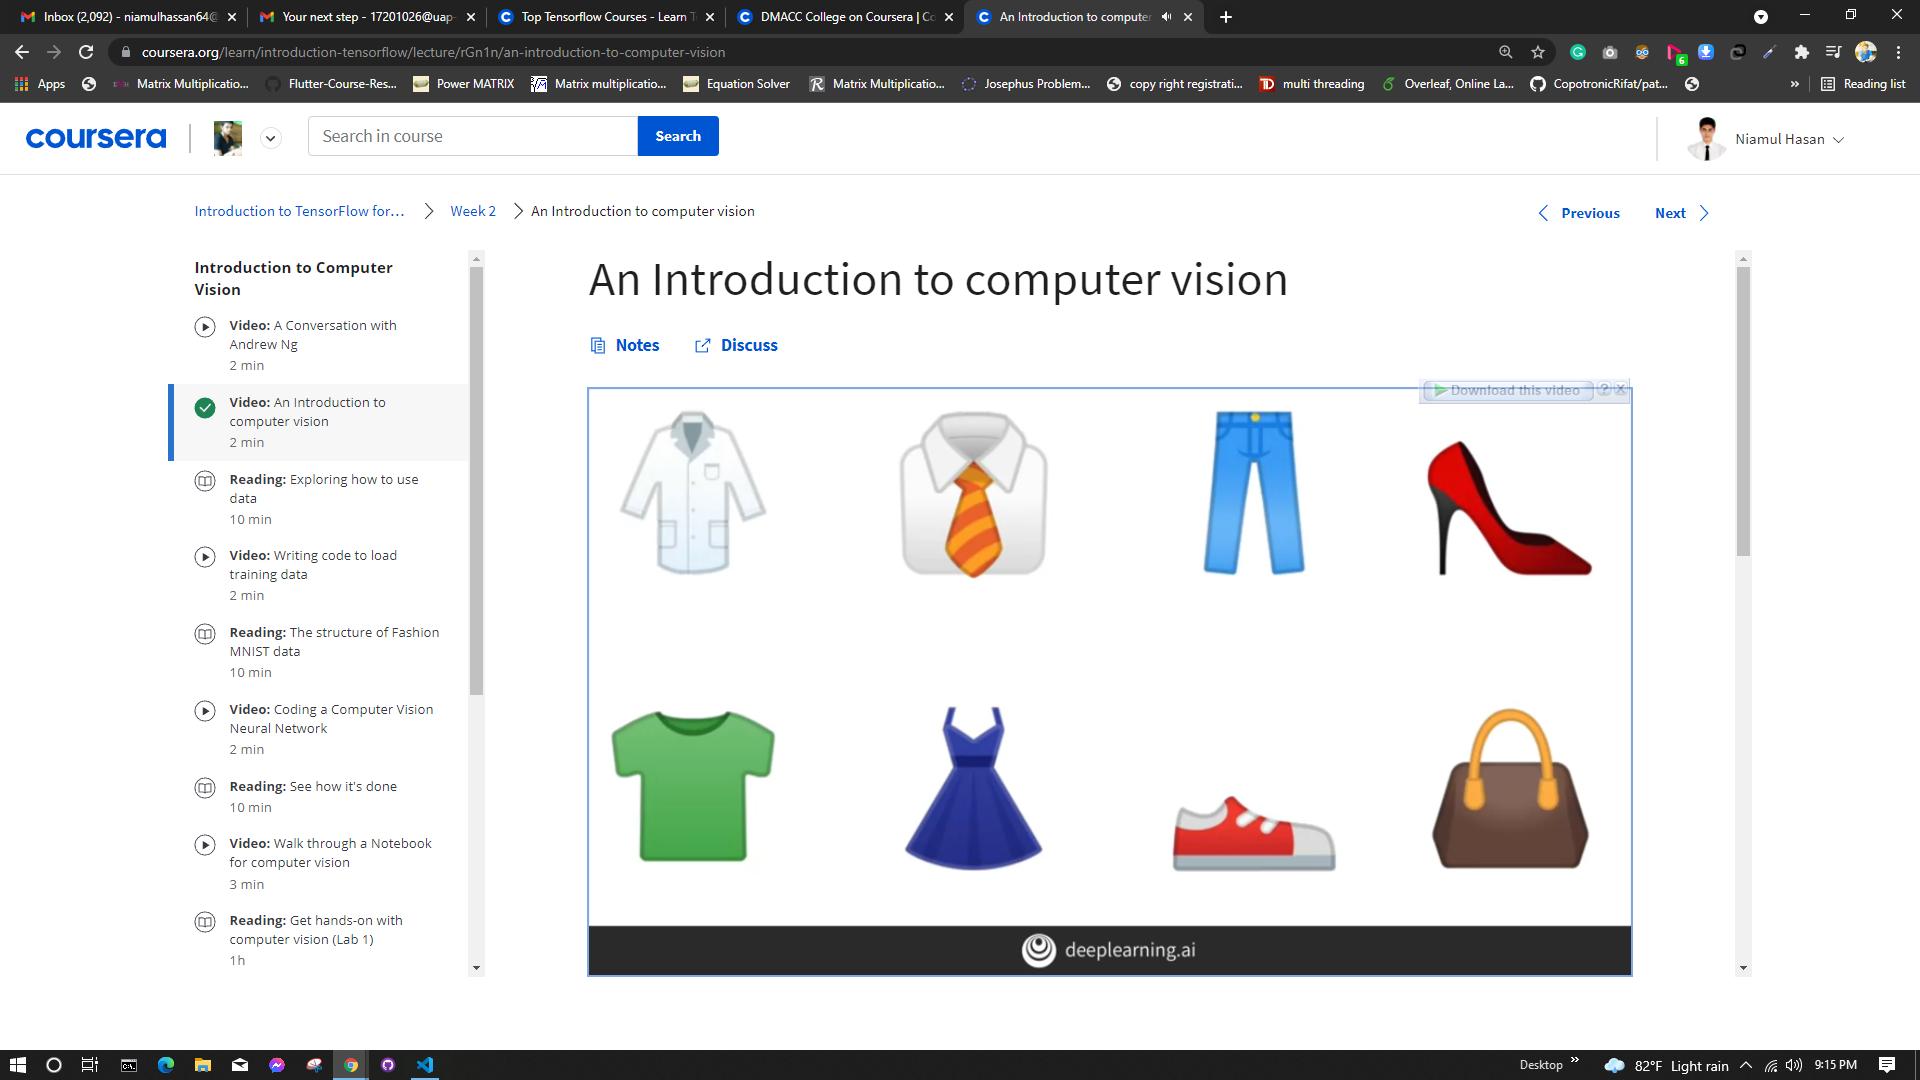 Inbox (2,092) - niamulhassan64@
Your next step - 17201026@uap-
Top Tensorflow Courses - Learn T
DMACC College on Coursera | Co
An Introduction to computer
coursera.org/learn/introduction-tensorflow/lecture/rGn1n/an-introduction-to-computer-vision
6
Apps
Matrix Multiplicatio...
Flutter-Course-Res...
Power MATRIX
Matrix multiplicatio...
Equation Solver
Matrix Multiplicatio...
Josephus Problem...
copy right registrati...
multi threading
Overleaf, Online La...
CopotronicRifat/pat...
»
Reading list
coursera
Search in course
Search
Niamul Hasan
Introduction to TensorFlow for... Week 2 An Introduction to computer vision
Previous
Next
Introduction to Computer
Vision
Video: A Conversation with
Andrew Ng
2 min
Video: An Introduction to
computer vision
2 min
Reading: Exploring how to use
data
10 min
Video: Writing code to load
training data
2 min
Reading: The structure of Fashion
MNIST data
10 min
Video: Coding a Computer Vision
Neural Network
2 min
Reading: See how it's done
10 min
Video: Walk through a Notebook
for computer vision
3 min
Reading: Get hands-on with
computer vision (Lab 1)
1h
An Introduction to computer vision
Notes
Discuss
Download this video ? X
deeplearning.ai
Desktop »
82°F Light rain
9:15 PM